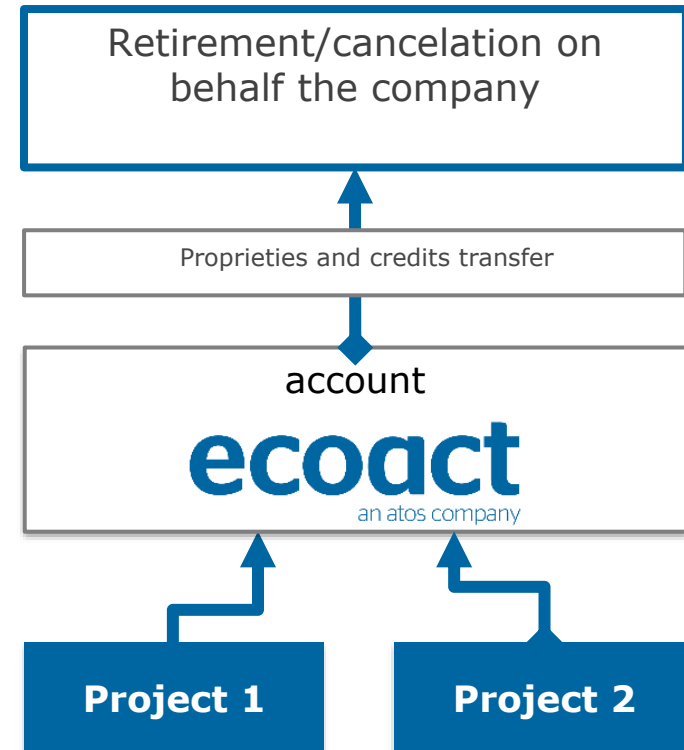 Retirement/cancelation on
behalf the company
Proprieties and credits transfer
account
ecoact
an atos company
Project 1
Project 2